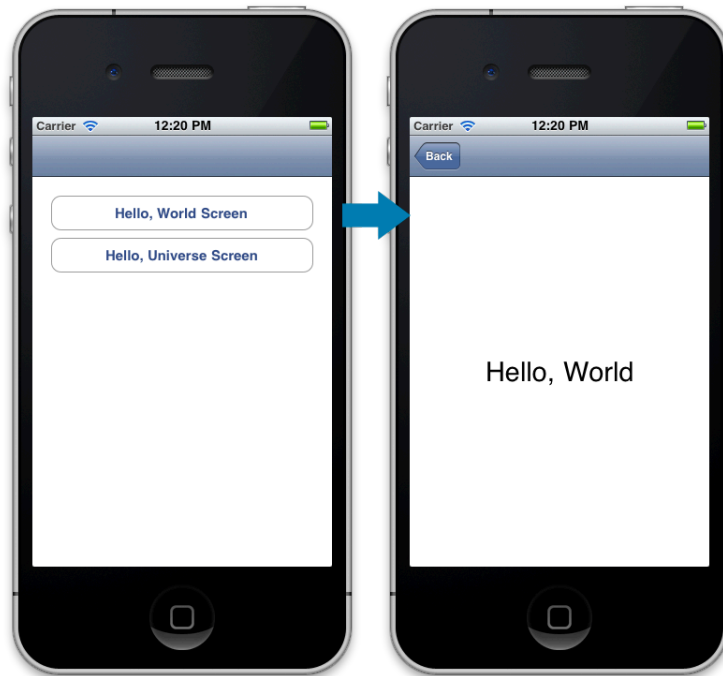 Carrier 12:20 PM
Hello, World Screen
Hello, Universe Screen
Carrier 12:20 PM
Back
Hello, World